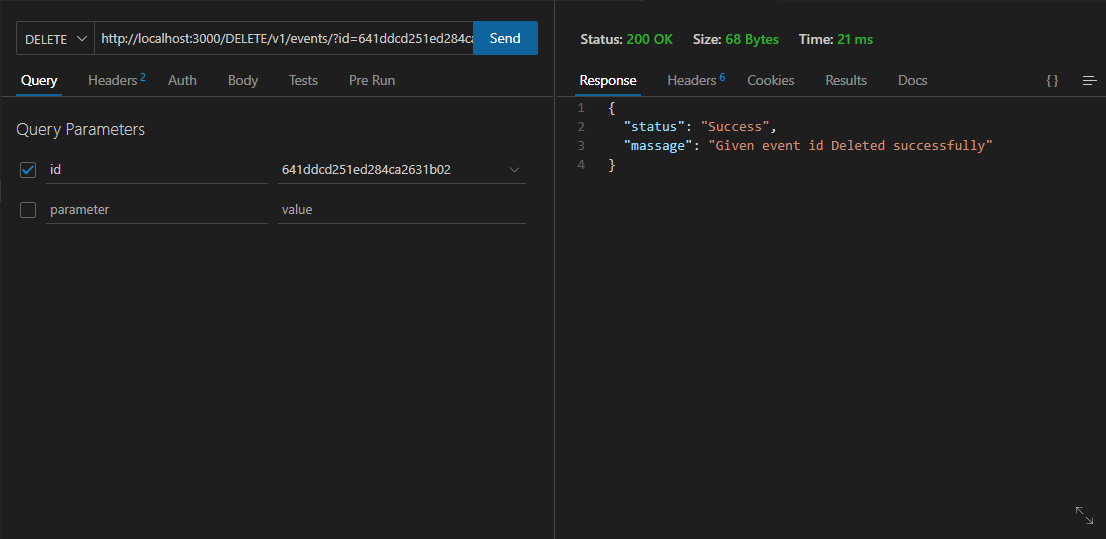 DELETE http://localhost:3000/DELETE/v1/events/?id=641ddcd251ed284ca Send
Query Headers 2 Auth Body Tests Pre Run
Query Parameters
id 641ddcd251ed284ca2631b02
parameter value
Status: 200 OK Size: 68 Bytes Time: 21 ms
Response Headers 6 Cookies Results Docs {}
1 {
2 "status": "Success",
3 "massage": "Given event id Deleted successfully"
4 }